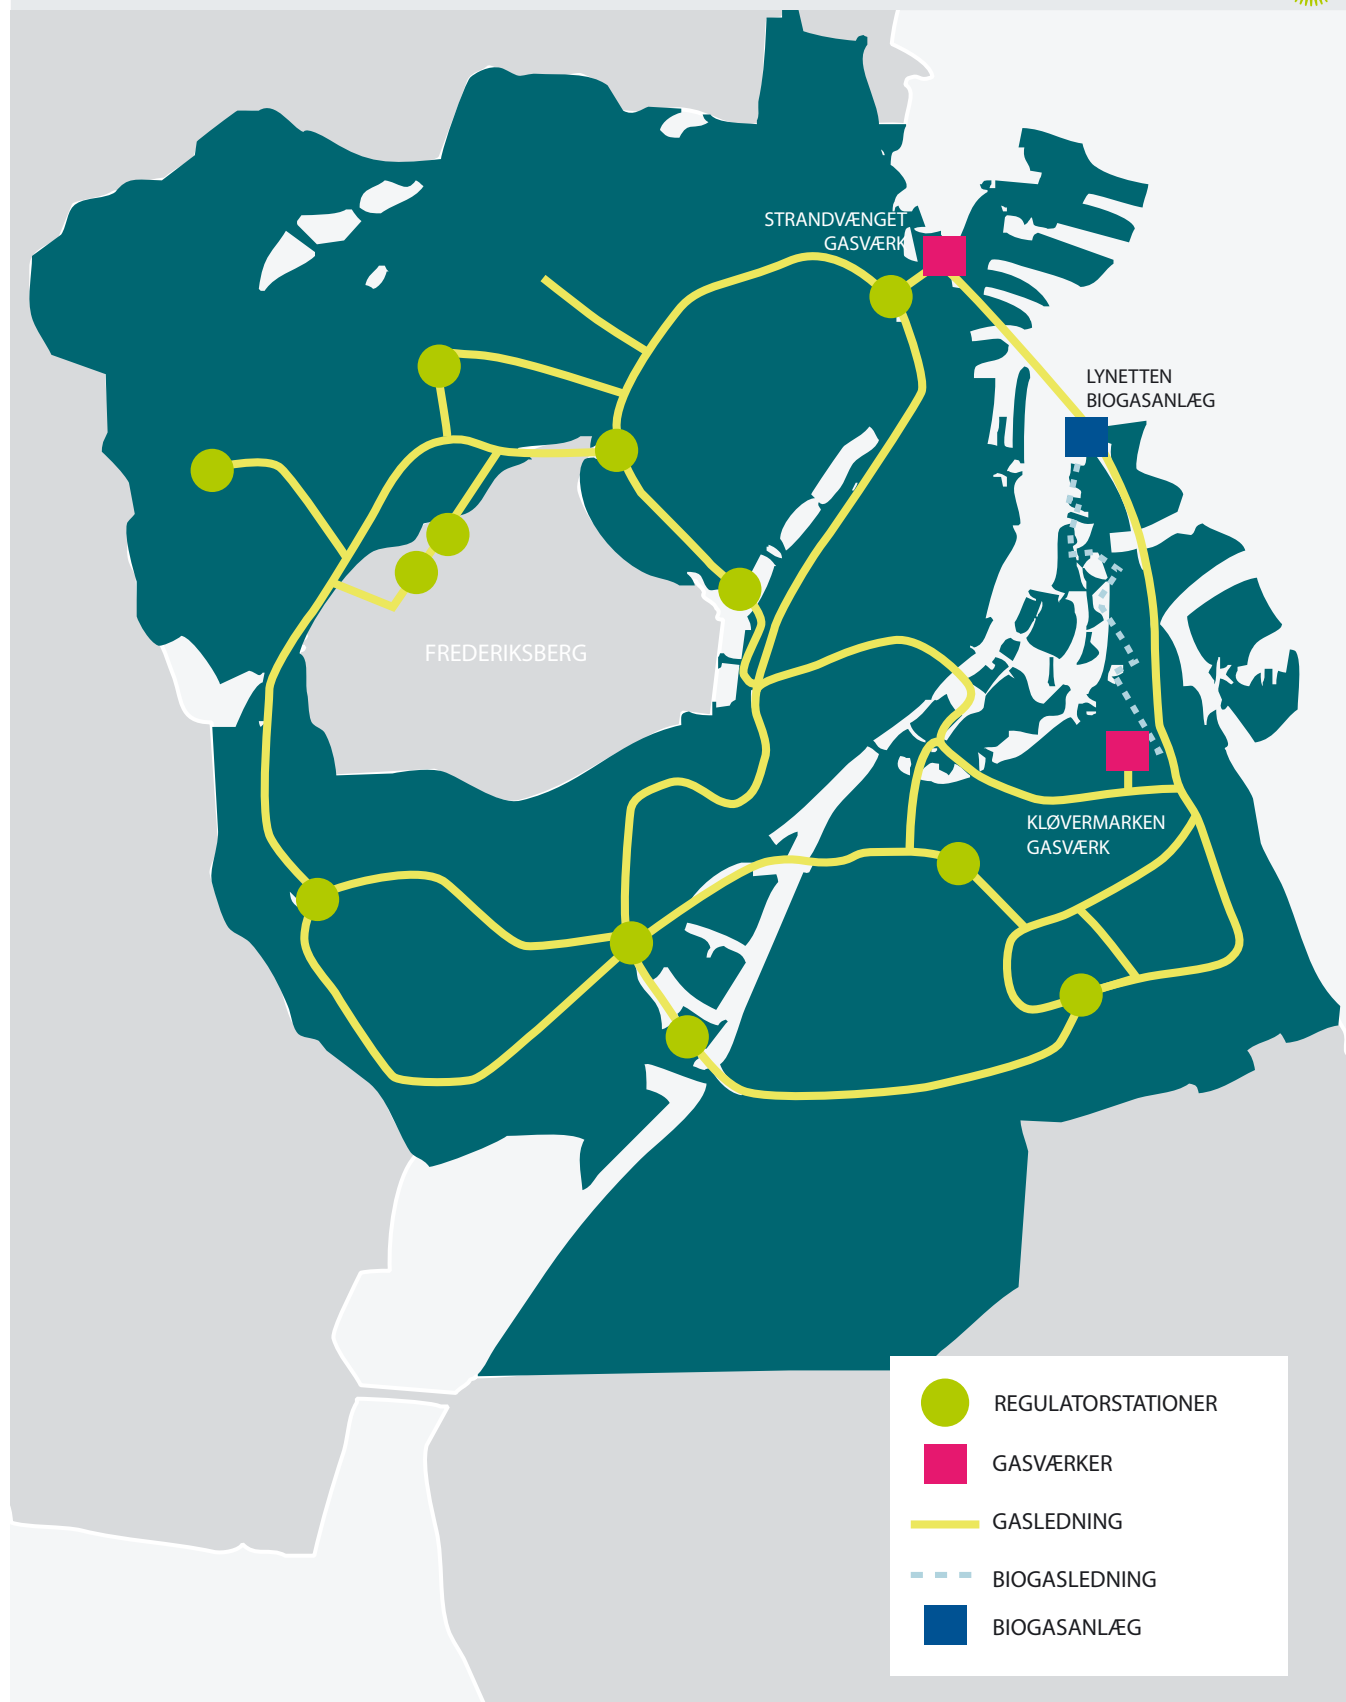 STRANDVÆNGET
GASVÆRK
LYNETTEN
BIOGASANLÆG
FREDERIKSBERG
KLØVERMARKEN
GASVÆRK
REGULATORSTATIONER
GASVÆRKER
GASLEDNING
BIOGASLEDNING
BIOGASANLÆG